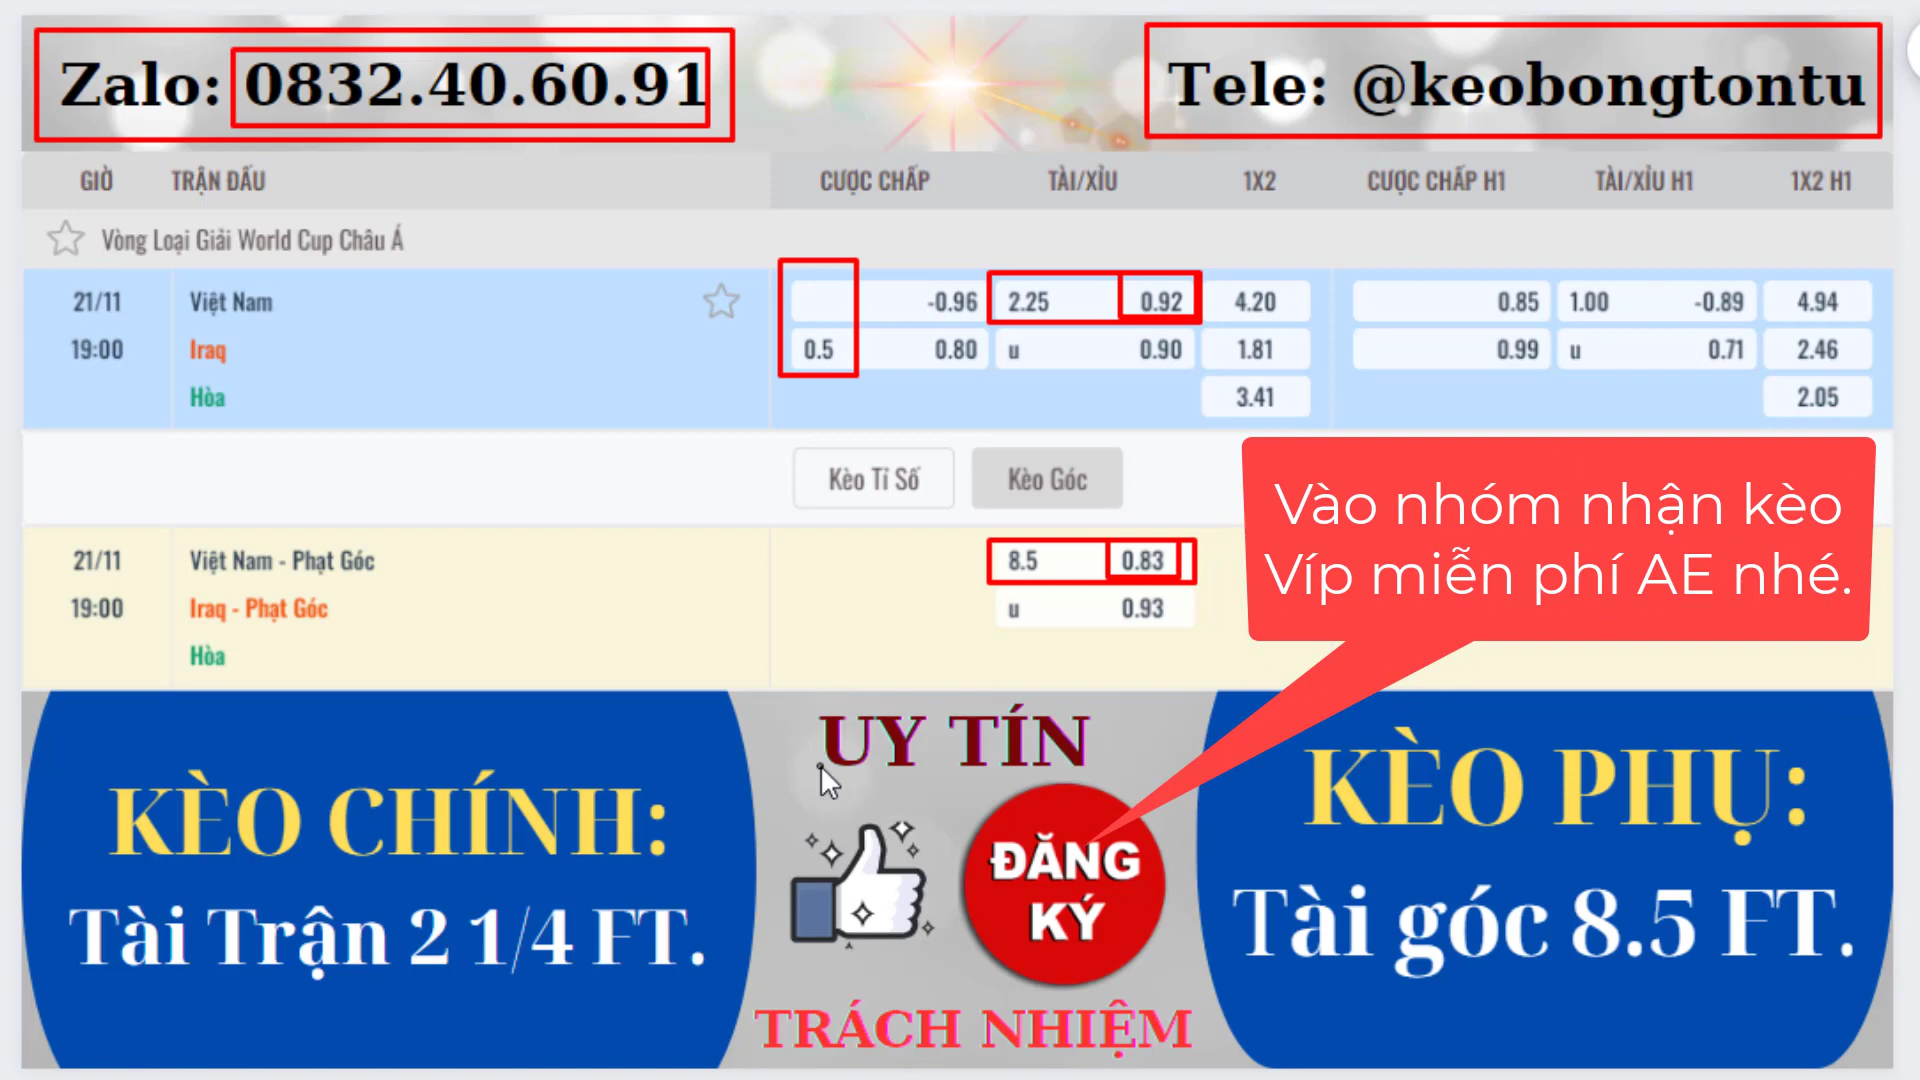 Zalo: 0832.40.60.91
Tele: @keobongtontu
GIỜ TRẬN ĐẤU CƯỢC CHẤP TÀI/XỈU 1X2 CƯỢC CHẤP H1 TÀI/XỈU H1 1X2 H1
Vòng Loại Giải World Cup Châu Á
21/11 Việt Nam -0.96 2.25 0.92 4.20 0.85 1.00 -0.89 4.94
19:00 Iraq 0.5 0.80 u 0.90 1.81 0.99 u 0.71 2.46
Hòa 3.41 2.05
Kèo Tỉ Số Kèo Góc
Vào nhóm nhận kèo
Víp miễn phí AE nhé.
21/11 Việt Nam - Phạt Góc 8.5 0.83
19:00 Iraq - Phạt Góc u 0.93
Hòa
KÈO CHÍNH:
Tài Trận 2 1/4 FT.
UY TÍN
ĐĂNG
KÝ
TRÁCH NHIỆM
KÈO PHỤ:
Tài góc 8.5 FT.